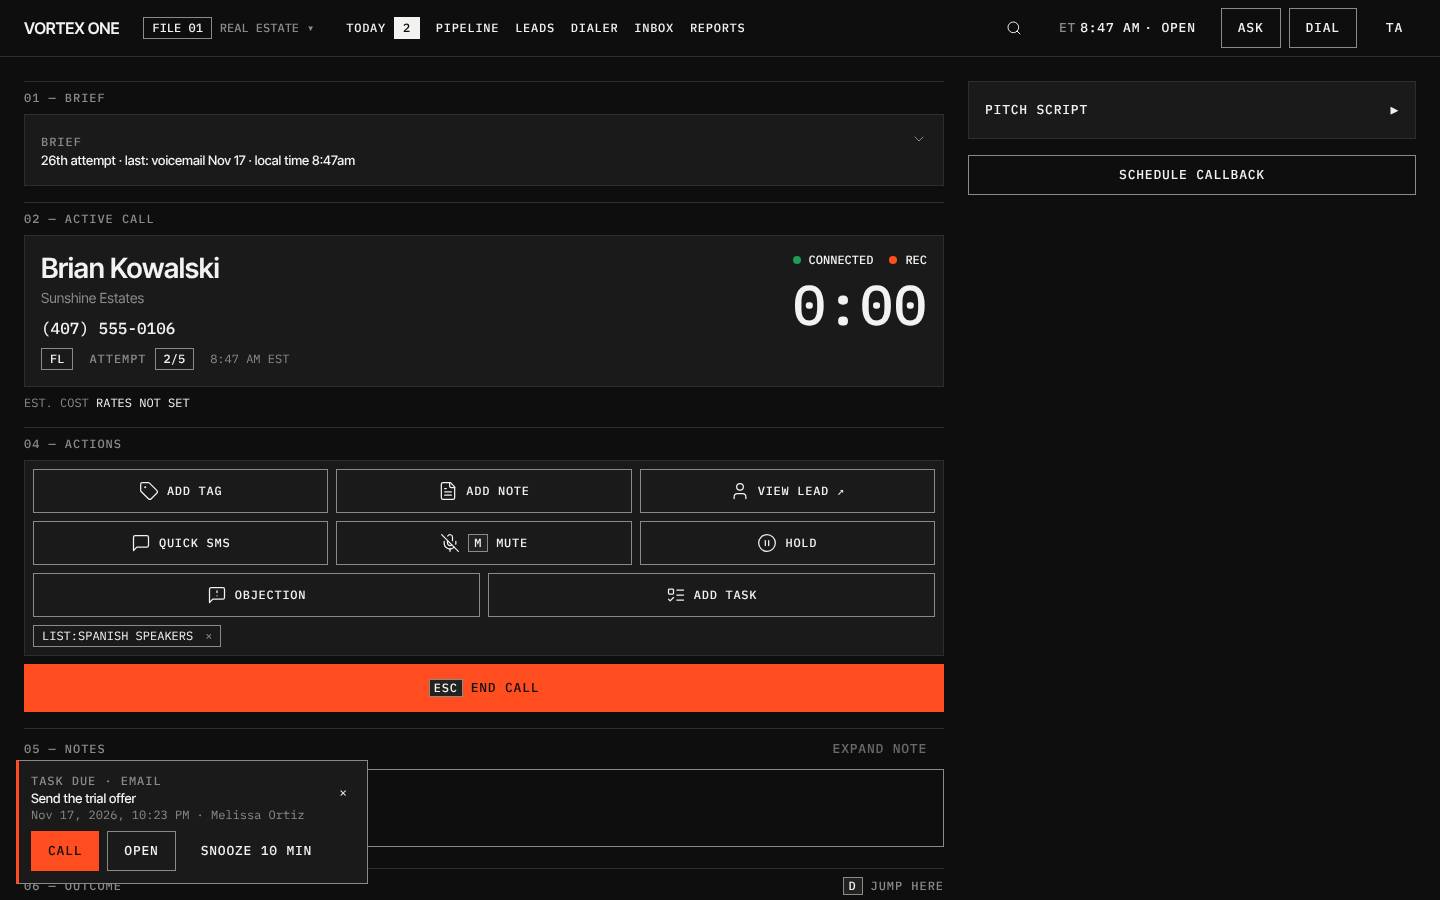 VORTEX ONE
FILE 01 REAL ESTATE ▾
TODAY 2 PIPELINE LEADS DIALER INBOX REPORTS
ET 8:47 AM · OPEN
ASK
DIAL
TA
01 — BRIEF
BRIEF
26th attempt · last: voicemail Nov 17 · local time 8:47am
02 — ACTIVE CALL
Brian Kowalski
Sunshine Estates
(407) 555-0106
FL ATTEMPT 2/5 8:47 AM EST
CONNECTED REC
0:00
EST. COST RATES NOT SET
04 — ACTIONS
ADD TAG
ADD NOTE
VIEW LEAD ↗
QUICK SMS
M MUTE
HOLD
OBJECTION
ADD TASK
LIST:SPANISH SPEAKERS ×
ESC END CALL
05 — NOTES
EXPAND NOTE
TASK DUE · EMAIL
Send the trial offer
Nov 17, 2026, 10:23 PM · Melissa Ortiz
×
CALL
OPEN
SNOOZE 10 MIN
06 — OUTCOME
D JUMP HERE
PITCH SCRIPT ▶
SCHEDULE CALLBACK